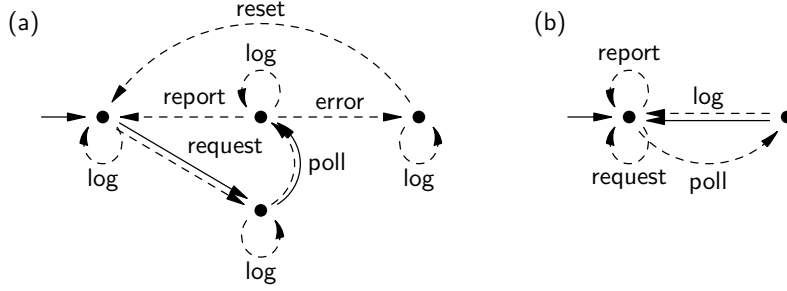 (a)
reset
log
report
error
request
log
poll
log
log
(b)
report
log
request
poll